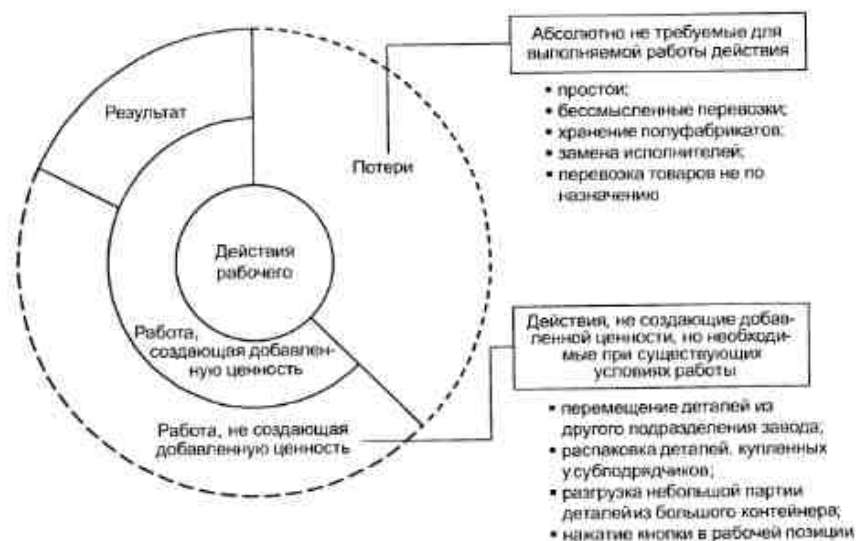 Результат
Потери
Действия
рабочего
Работа,
создающая добавлен-
ную ценность
Работа, не создающая
добавленную ценность
Абсолютно не требуемые для
выполняемой работы действия
▪ простои;
▪ бессмысленные перевозки;
▪ хранение полуфабрикатов;
▪ замена исполнителей;
▪ перевозка товаров не по
назначению
Действия, не создающие добав-
ленной ценности, но необходи-
мые при существующих
условиях работы
▪ перемещение деталей из
другого подразделения завода;
▪ распаковка деталей, купленных
у субподрядчиков;
▪ разгрузка небольшой партии
деталей из большого контейнера;
▪ нажатие кнопки в рабочей позиции